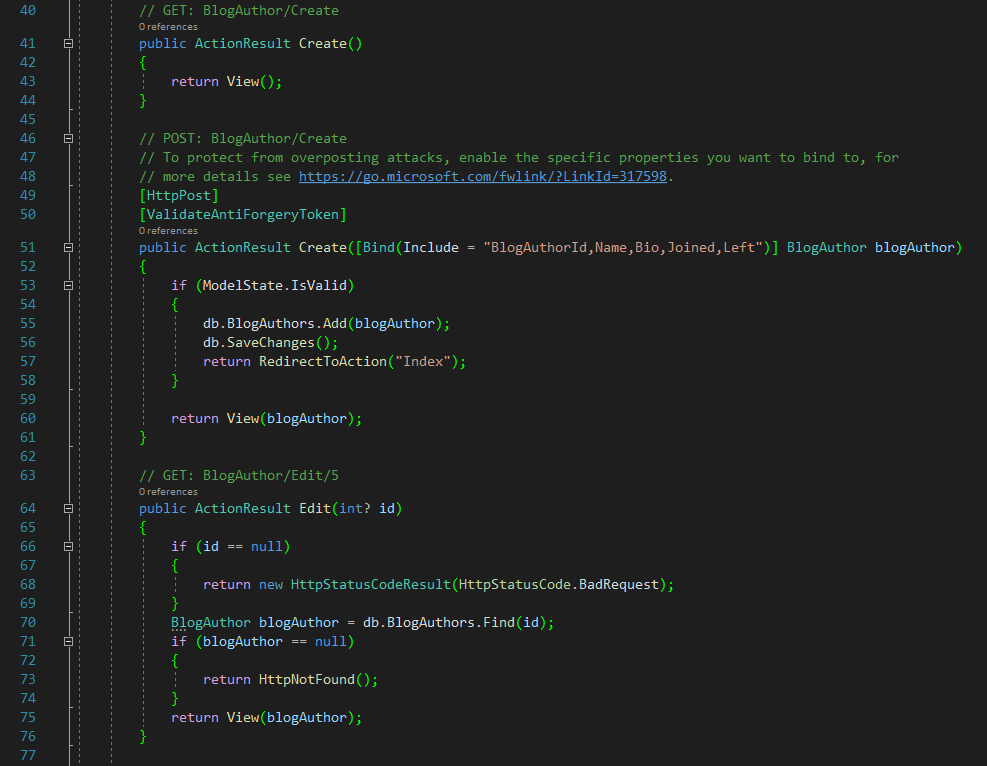 40 // GET: BlogAuthor/Create
0 references
41 public ActionResult Create()
42 {
43 return View();
44 }
45
46 // POST: BlogAuthor/Create
47 // To protect from overposting attacks, enable the specific properties you want to bind to, for
48 // more details see https://go.microsoft.com/fwlink/?LinkId=317598.
49 [HttpPost]
50 [ValidateAntiForgeryToken]
0 references
51 public ActionResult Create([Bind(Include = "BlogAuthorId,Name,Bio,Joined,Left")] BlogAuthor blogAuthor)
52 {
53 if (ModelState.IsValid)
54 {
55 db.BlogAuthors.Add(blogAuthor);
56 db.SaveChanges();
57 return RedirectToAction("Index");
58 }
59
60 return View(blogAuthor);
61 }
62
63 // GET: BlogAuthor/Edit/5
0 references
64 public ActionResult Edit(int? id)
65 {
66 if (id == null)
67 {
68 return new HttpStatusCodeResult(HttpStatusCode.BadRequest);
69 }
70 BlogAuthor blogAuthor = db.BlogAuthors.Find(id);
71 if (blogAuthor == null)
72 {
73 return HttpNotFound();
74 }
75 return View(blogAuthor);
76 }
77